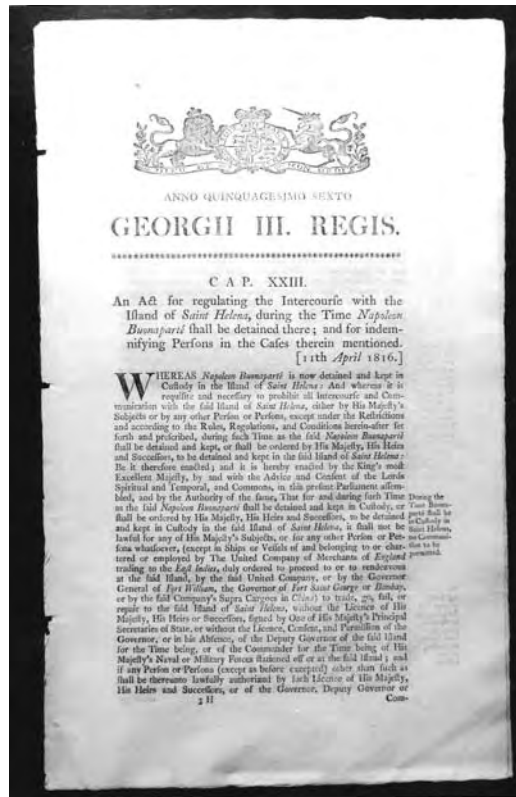 ANNO QUINQUAGESIMO SEXTO
GEORGII III. REGIS.
C A P. XXIII.
An Act for regulating the Intercourſe with the
Iſland of Saint Helena, during the Time Napoleon
Buonaparté ſhall be detained there; and for indem-
nifying Perſons in the Caſes therein mentioned.
[11th April 1816.]
WHEREAS Napoleon Buonaparté is now detained and kept in
Cuſtody in the Iſland of Saint Helena: And whereas it is
requiſite and neceſſary to prohibit all Intercourſe and Com-
munication with the ſaid Iſland of Saint Helena, either by His Majeſty's
Subjects or by any other Perſon or Perſons, except under the Reſtrictions
and according to the Rules, Regulations, and Conditions herein-after ſet
forth and preſcribed, during ſuch Time as the ſaid Napoleon Buonaparté
ſhall be detained and kept, or ſhall be ordered by His Majeſty, His Heirs
and Succeſſors, to be detained and kept in the ſaid Iſland of Saint Helena:
Be it therefore enacted; and it is hereby enacted by the King's moſt
Excellent Majeſty, by and with the Advice and Conſent of the Lords
Spiritual and Temporal, and Commons, in this preſent Parliament aſſem-
bled, and by the Authority of the ſame, That for and during ſuch Time
as the ſaid Napoleon Buonaparté ſhall be detained and kept in Cuſtody, or
ſhall be ordered by His Majeſty, His Heirs and Succeſſors, to be detained
and kept in Cuſtody in the ſaid Iſland of Saint Helena, it ſhall not be
lawful for any of His Majeſty's Subjects, or for any other Perſon or Per-
ſons whatſoever, (except in Ships or Veſſels of and belonging to or char-
tered or employed by The United Company of Merchants of England
trading to the Eaſt Indies, duly ordered to proceed to or to rendezvous
at the ſaid Iſland, by the ſaid United Company, or by the Governor
General of Fort William, the Governor of Fort Saint George or Bombay,
or by the ſaid Company's Supra Cargoes in China) to trade, go, ſail, or
repair to the ſaid Iſland of Saint Helena, without the Licence of His
Majeſty, His Heirs or Succeſſors, ſigned by One of His Majeſty's Principal
Secretaries of State, or without the Licence, Conſent, and Permiſſion of the
Governor, or in his Abſence, of the Deputy Governor of the ſaid Iſland
for the Time being, or of the Commander for the Time being of His
Majeſty's Naval or Military Forces ſtationed off or at the ſaid Iſland; and
if any Perſon or Perſons (except as before excepted) other than ſuch as
ſhall be thereunto lawfully authorized by ſuch Licence of His Majeſty,
His Heirs and Succeſſors, or of the Governor, Deputy Governor or
3 H
Com-
During the
Time Buona-
parté ſhall be
in Cuſtody in
Saint Helena,
no Communi-
cation to be
permitted.